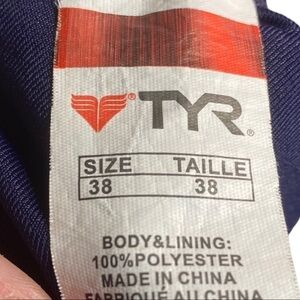 TYR
SIZE TAILLE
38 38
BODY&LINING:
100%POLYESTER
MADE IN CHINA
FABRIQUÉ AU CHINA